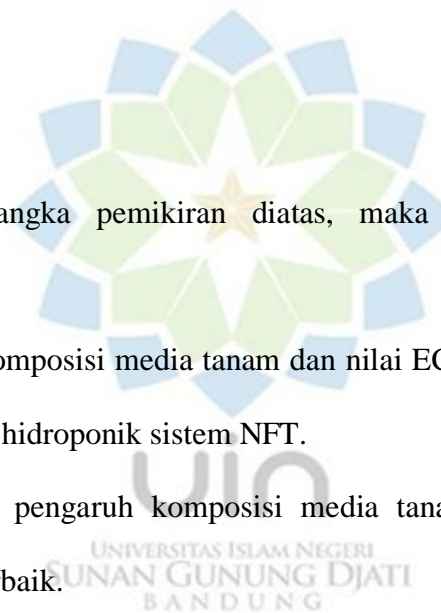 angka pemikiran diatas, maka
omposisi media tanam dan nilai EC
hidroponik sistem NFT.
uin
pengaruh komposisi media tana
UNIVERSITAS ISLAM NEGERI
baik.
SUNAN GUNUNG DJATI
BANDUNG